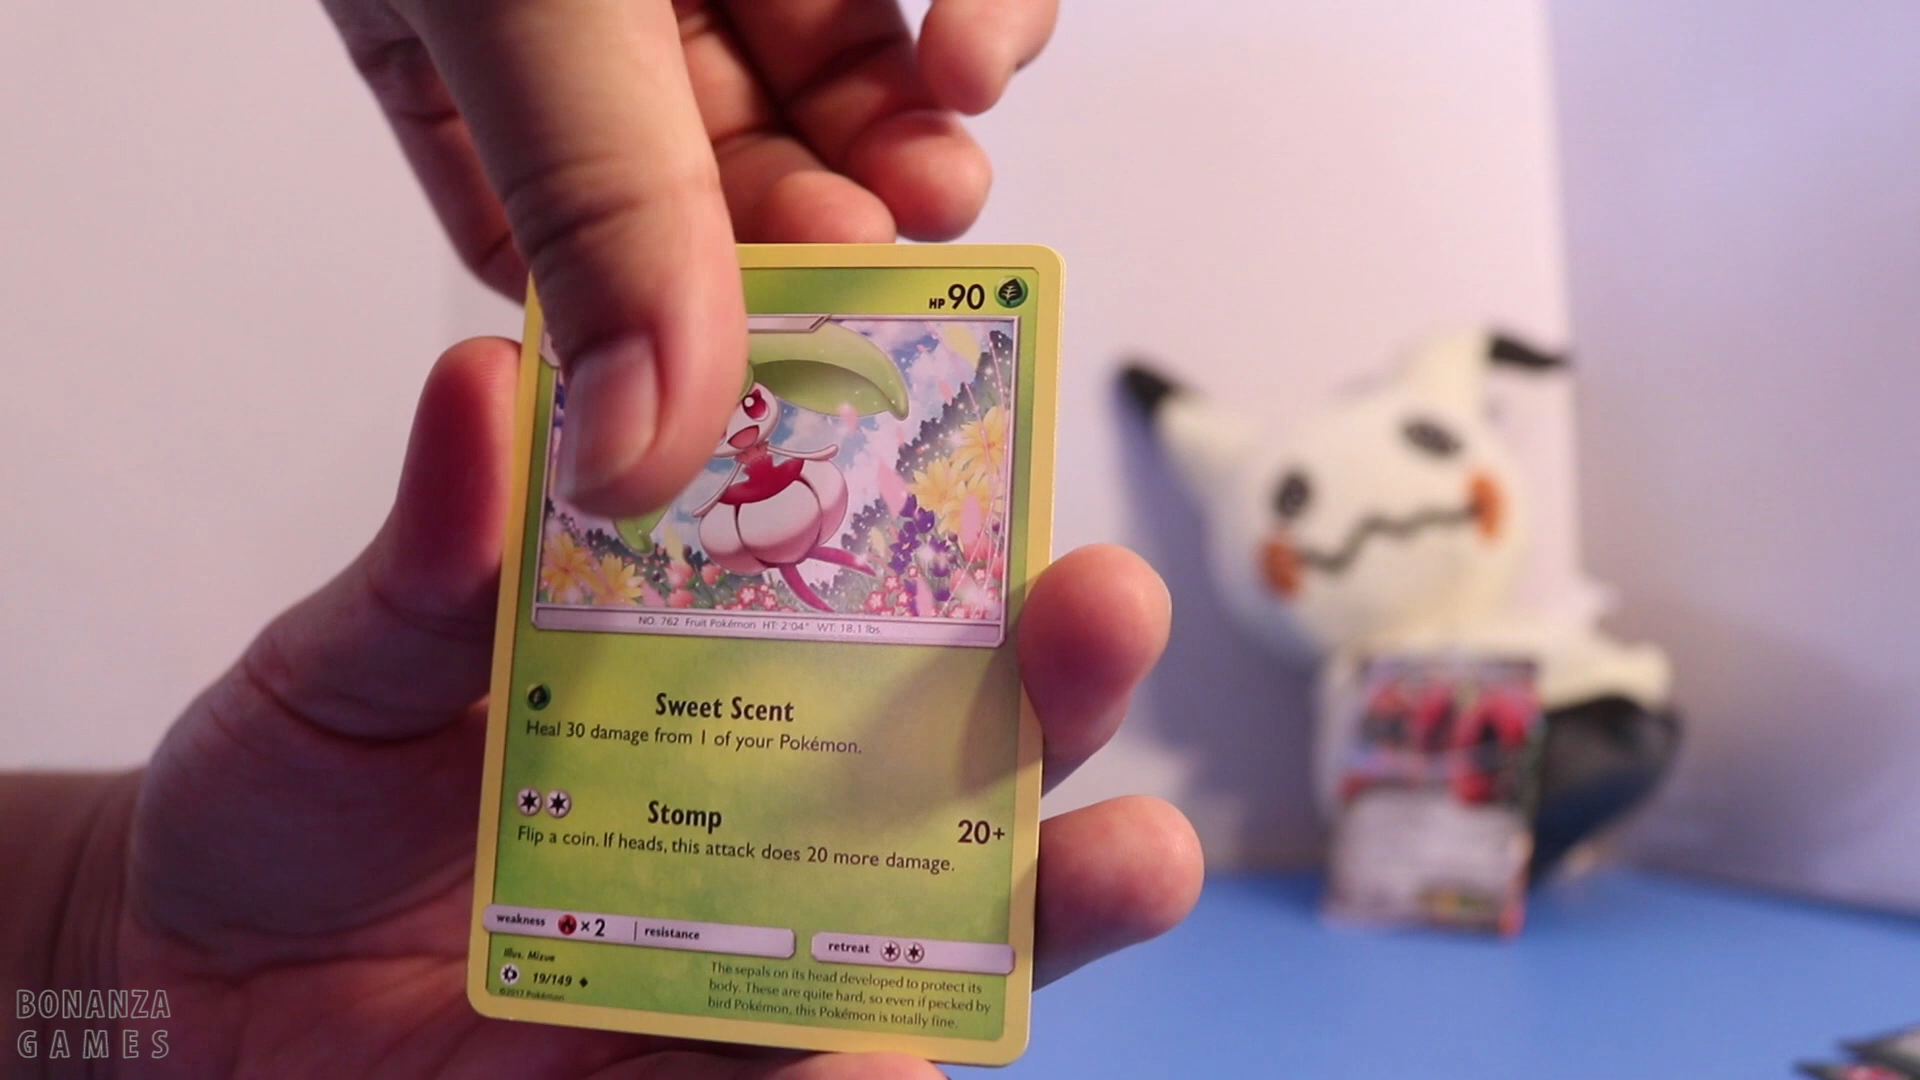 HP 90
NO. 762 Fruit Pokémon HT: 2'04" WT: 18.1 lbs.
Sweet Scent
Heal 30 damage from 1 of your Pokémon.
Stomp
20+
Flip a coin. If heads, this attack does 20 more damage.
weakness ×2 resistance
retreat
Illus. Mizue
19/149
©2017 Pokémon
The sepals on its head developed to protect its
body. These are quite hard, so even if pecked by
bird Pokémon, this Pokémon is totally fine.
BONANZA
GAMES